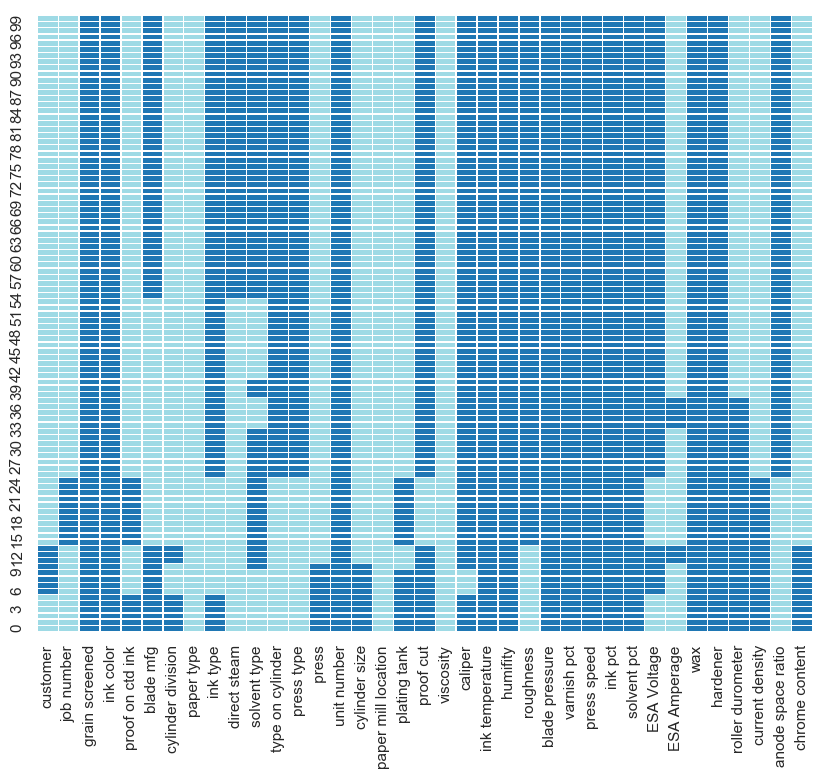 99
96
93
90
87
84
81
78
75
72
69
66
63
60
57
54
51
48
45
42
39
36
33
30
27
24
21
18
15
12
9
6
3
0
customer
job number
grain screened
ink color
proof on ctd ink
blade mfg
cylinder division
paper type
ink type
direct steam
solvent type
type on cylinder
press type
press
unit number
cylinder size
paper mill location
plating tank
proof cut
viscosity
caliper
ink temperature
humifity
roughness
blade pressure
varnish pct
press speed
ink pct
solvent pct
ESA Voltage
ESA Amperage
wax
hardener
roller durometer
current density
anode space ratio
chrome content